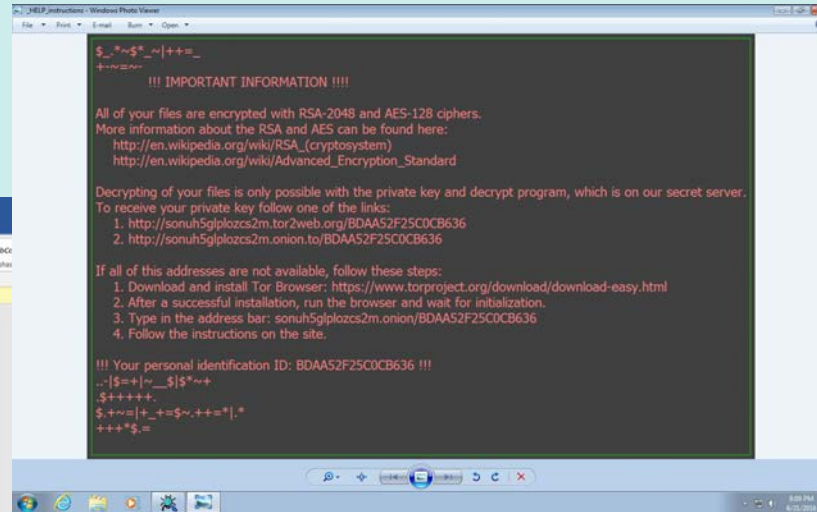 _HELP_instructions - Windows Photo Viewer
File Print E-mail Burn Open
$_.*~$*_~|++=_
+-~=~-
!!! IMPORTANT INFORMATION !!!!
All of your files are encrypted with RSA-2048 and AES-128 ciphers.
More information about the RSA and AES can be found here:
http://en.wikipedia.org/wiki/RSA_(cryptosystem)
http://en.wikipedia.org/wiki/Advanced_Encryption_Standard
Decrypting of your files is only possible with the private key and decrypt program, which is on our secret server.
To receive your private key follow one of the links:
1. http://sonuh5glplozcs2m.tor2web.org/BDAA52F25C0CB636
2. http://sonuh5glplozcs2m.onion.to/BDAA52F25C0CB636
If all of this addresses are not available, follow these steps:
1. Download and install Tor Browser: https://www.torproject.org/download/download-easy.html
2. After a successful installation, run the browser and wait for initialization.
3. Type in the address bar: sonuh5glplozcs2m.onion/BDAA52F25C0CB636
4. Follow the instructions on the site.
!!! Your personal identification ID: BDAA52F25C0CB636 !!!
..-|$=+|~__$|$*~+
.$+++++.
$.+~=|+_+=$~.++=*|.*
+++*$.=
8:09 PM